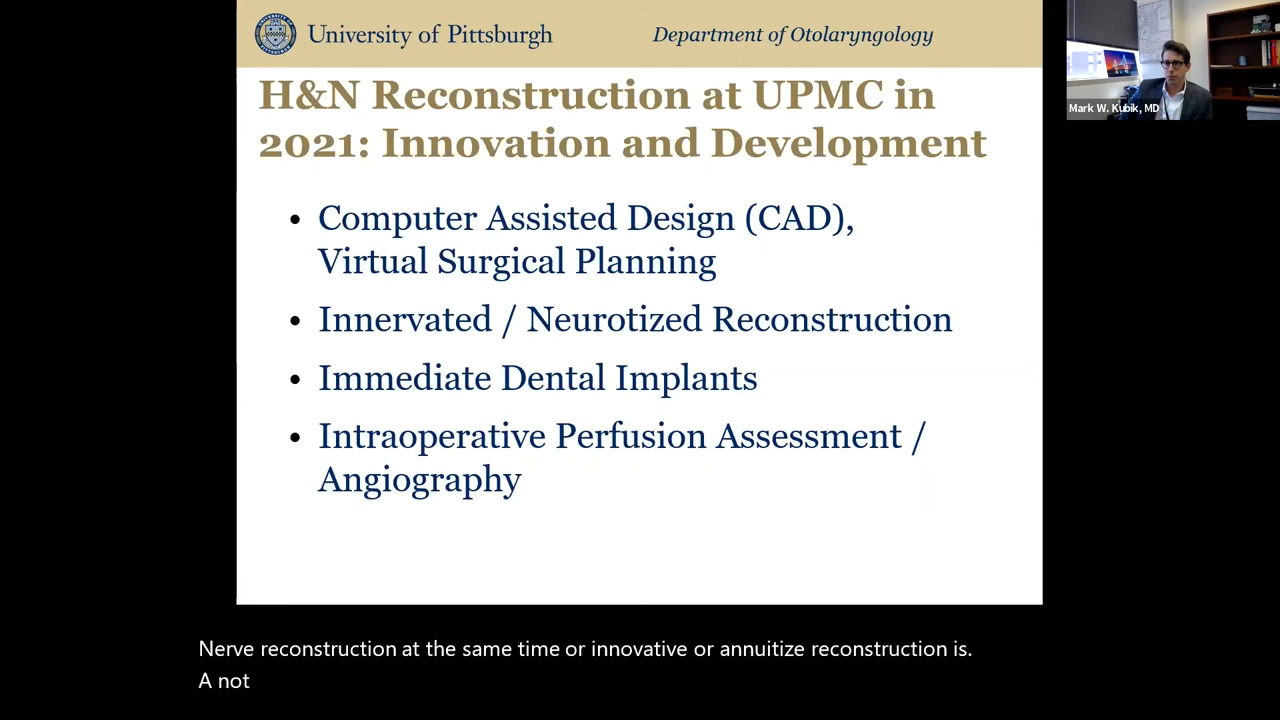 University of Pittsburgh
Department of Otolaryngology
H&N Reconstruction at UPMC in
2021: Innovation and Development
• Computer Assisted Design (CAD),
Virtual Surgical Planning
• Innervated / Neurotized Reconstruction
• Immediate Dental Implants
• Intraoperative Perfusion Assessment /
Angiography
Mark W. Kubik, MD
Nerve reconstruction at the same time or innovative or annuitize reconstruction is.
A not